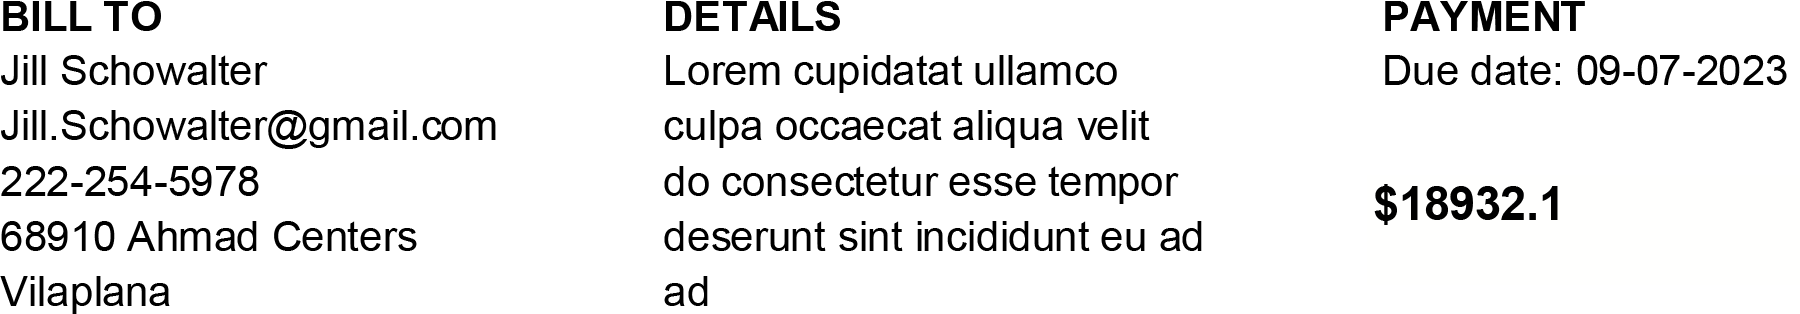 BILL TO
Jill Schowalter
Jill.Schowalter@gmail.com
222-254-5978
68910 Ahmad Centers
Vilaplana
DETAILS
Lorem cupidatat ullamco
culpa occaecat aliqua velit
do consectetur esse tempor
deserunt sint incididunt eu ad
ad
PAYMENT
Due date: 09-07-2023
$18932.1